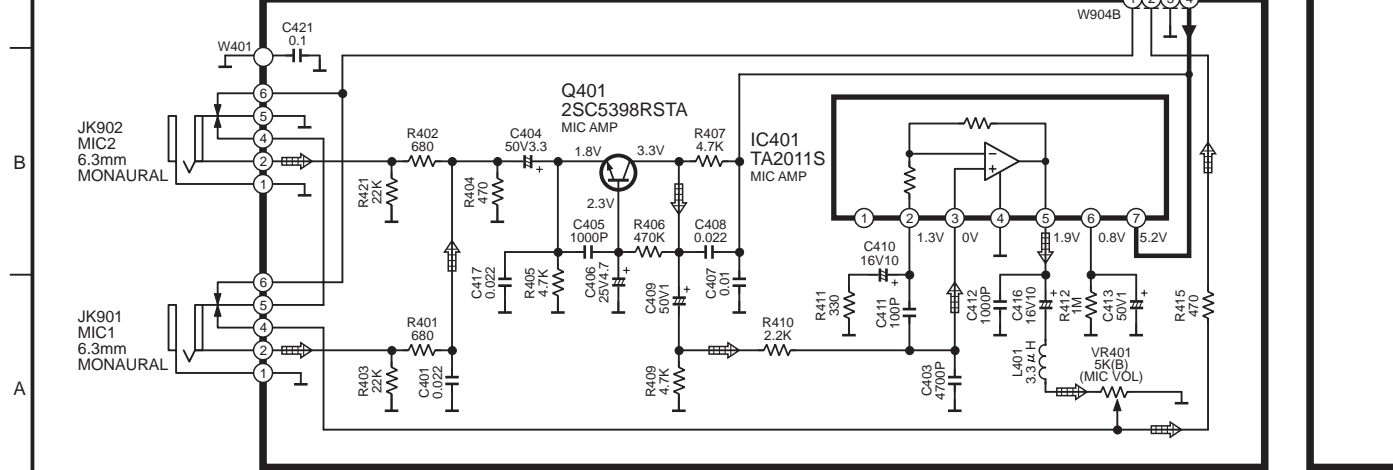 1 2 3 4
W904B
C421
0.1
W401
B
JK902
MIC2
6.3mm
MONAURAL
6
5
4
2
1
R402
680
R421
22K
C404
50V3.3
+
R404
470
Q401
2SC5398RSTA
MIC AMP
1.8V
3.3V
2.3V
R407
4.7K
IC401
TA2011S
MIC AMP
−
+
1 2 3 4 5 6 7
1.3V
0V
1.9V
0.8V
5.2V
C405
1000P
R406
470K
C408
0.022
C417
0.022
R405
4.7K
C406
25V4.7
+
C409
50V1
+
C407
0.01
C410
16V10
+
R411
330
C411
100P
C412
1000P
C416
16V10
+
R412
1M
C413
50V1
+
R415
470
A
JK901
MIC1
6.3mm
MONAURAL
6
5
4
2
1
R401
680
R403
22K
C401
0.022
R409
4.7K
R410
2.2K
C403
4700P
L401
3.3μH
VR401
5K(B)
(MIC VOL)